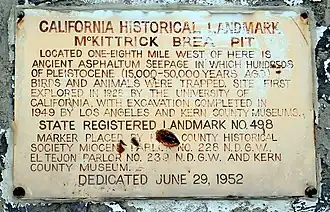 CALIFORNIA HISTORICAL LANDMARK
MCKITTRICK BREA PIT
LOCATED ONE-EIGHTH MILE WEST OF HERE IS
ANCIENT ASPHALTUM SEEPAGE IN WHICH HUNDREDS
OF PLEISTOCENE (15,000-50,000 YEARS AGO)
BIRDS AND ANIMALS WERE TRAPPED. SITE FIRST
EXPLORED IN 1928 BY THE UNIVERSITY OF
CALIFORNIA, WITH EXCAVATION COMPLETED IN
1949 BY LOS ANGELES AND KERN COUNTY MUSEUMS.
STATE REGISTERED LANDMARK NO. 498
MARKER PLACED BY KERN COUNTY HISTORICAL
SOCIETY MIOCENE PARLOR NO. 228 N.D.G.W.
EL TEJON PARLOR NO. 239 N.D.G.W. AND KERN
COUNTY MUSEUM.
DEDICATED JUNE 29, 1952